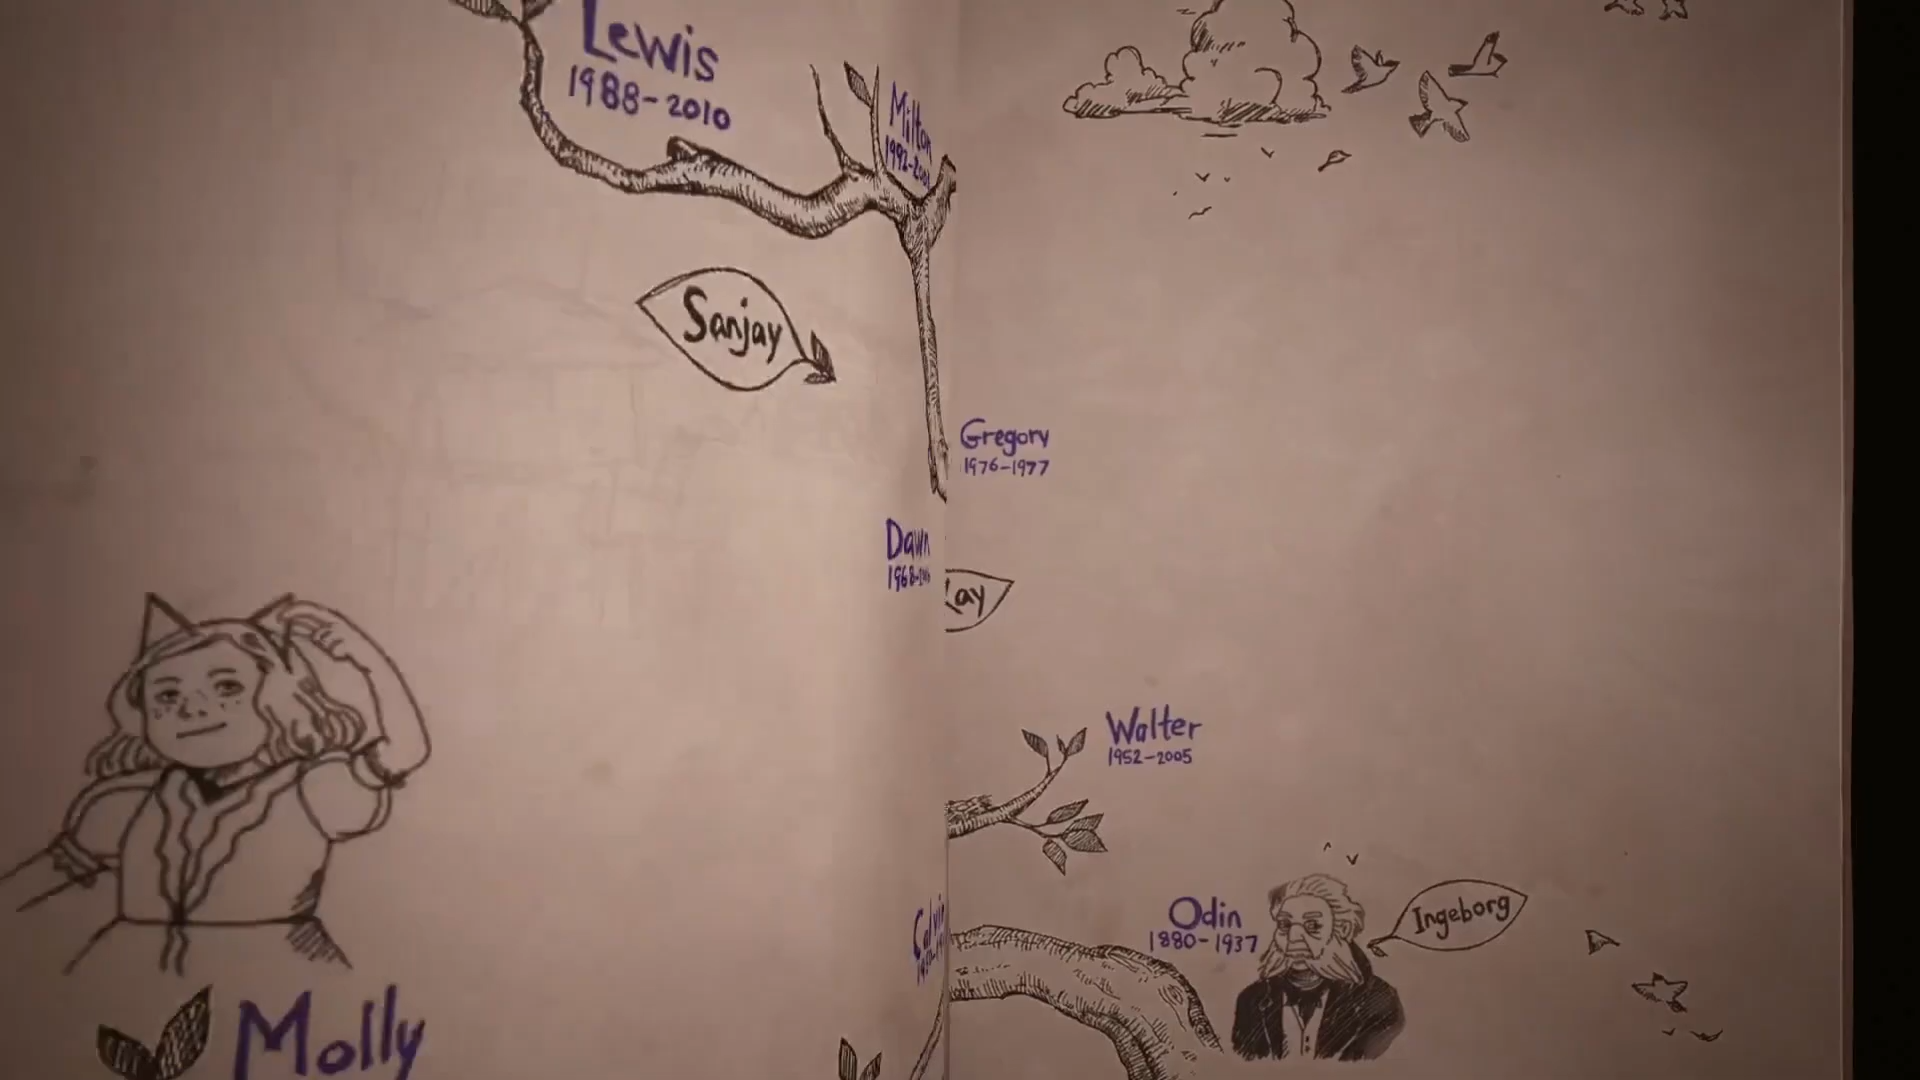 Lewis
1988-2010
Milton
Sanjay
Gregory
1976-1977
Dawn
Walter
1952-2005
Odin
1880-1937
Ingeborg
Molly